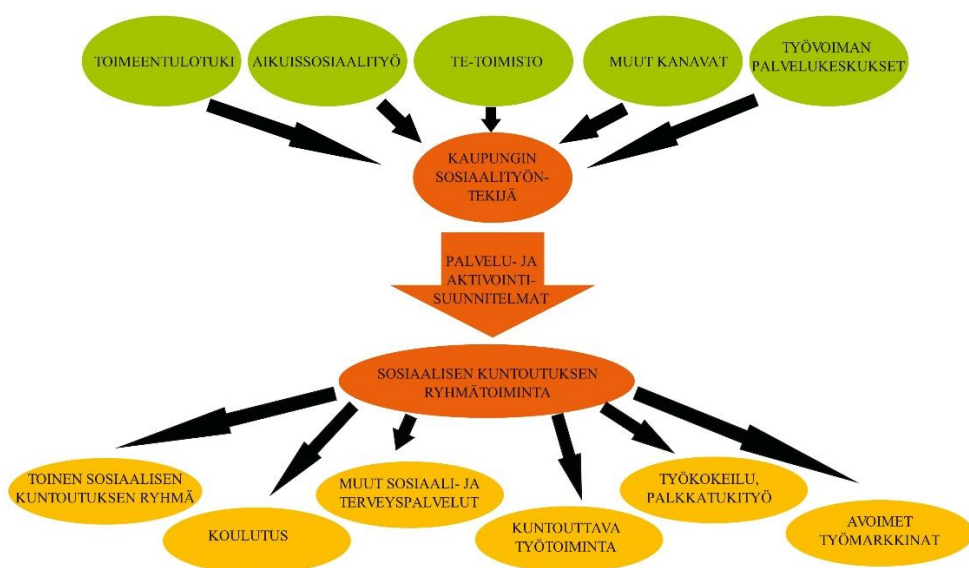 TOIMEENTULOTUKI
AIKUISSOSIAALITYÖ
TE-TOIMISTO
MUUT KANAVAT
TYÖVOIMAN
PALVELUKESKUKSET
KAUPUNGIN
SOSIAALITYÖN-
TEKIJÄ
PALVELU- JA
AKTIVOINTI-
SUUNNITELMAT
SOSIAALISEN KUNTOUTUKSEN
RYHMÄTOIMINTA
TOINEN SOSIAALISEN
KUNTOUTUKSEN RYHMÄ
KOULUTUS
MUUT SOSIAALI- JA
TERVEYSPALVELUT
KUNTOUTTAVA
TYÖTOIMINTA
TYÖKOKEILU,
PALKKATUKITYÖ
AVOIMET
TYÖMARKKINAT